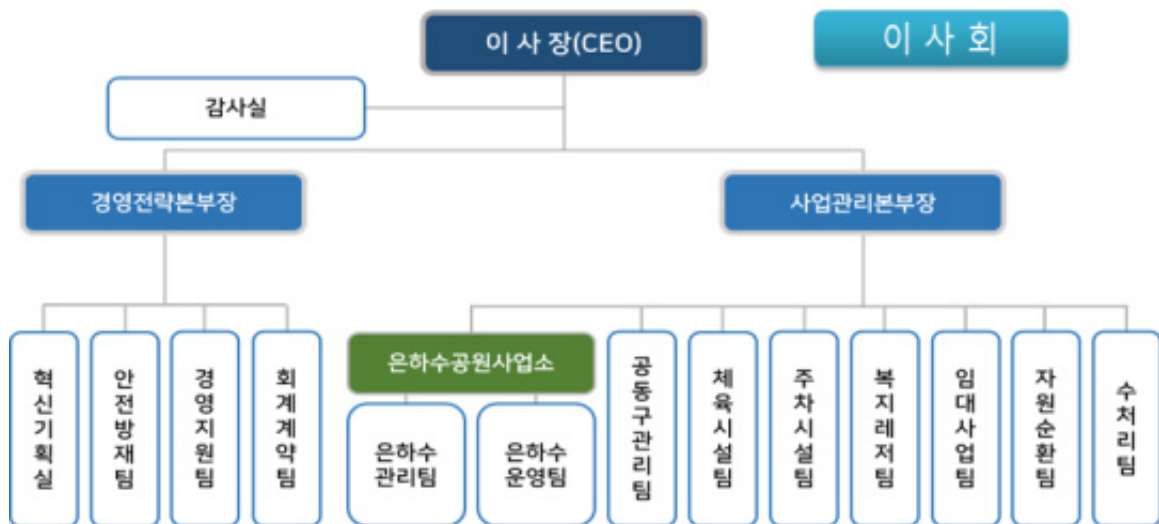 이 사 장(CEO)
이 사 회
감사실
경영전략본부장
사업관리본부장
혁신기획실
안전방재팀
경영지원팀
회계계약팀
은하수공원사업소
은하수
관리팀
은하수
운영팀
공동구관리팀
체육시설팀
주차시설팀
복지레저팀
임대사업팀
자원순환팀
수처리팀